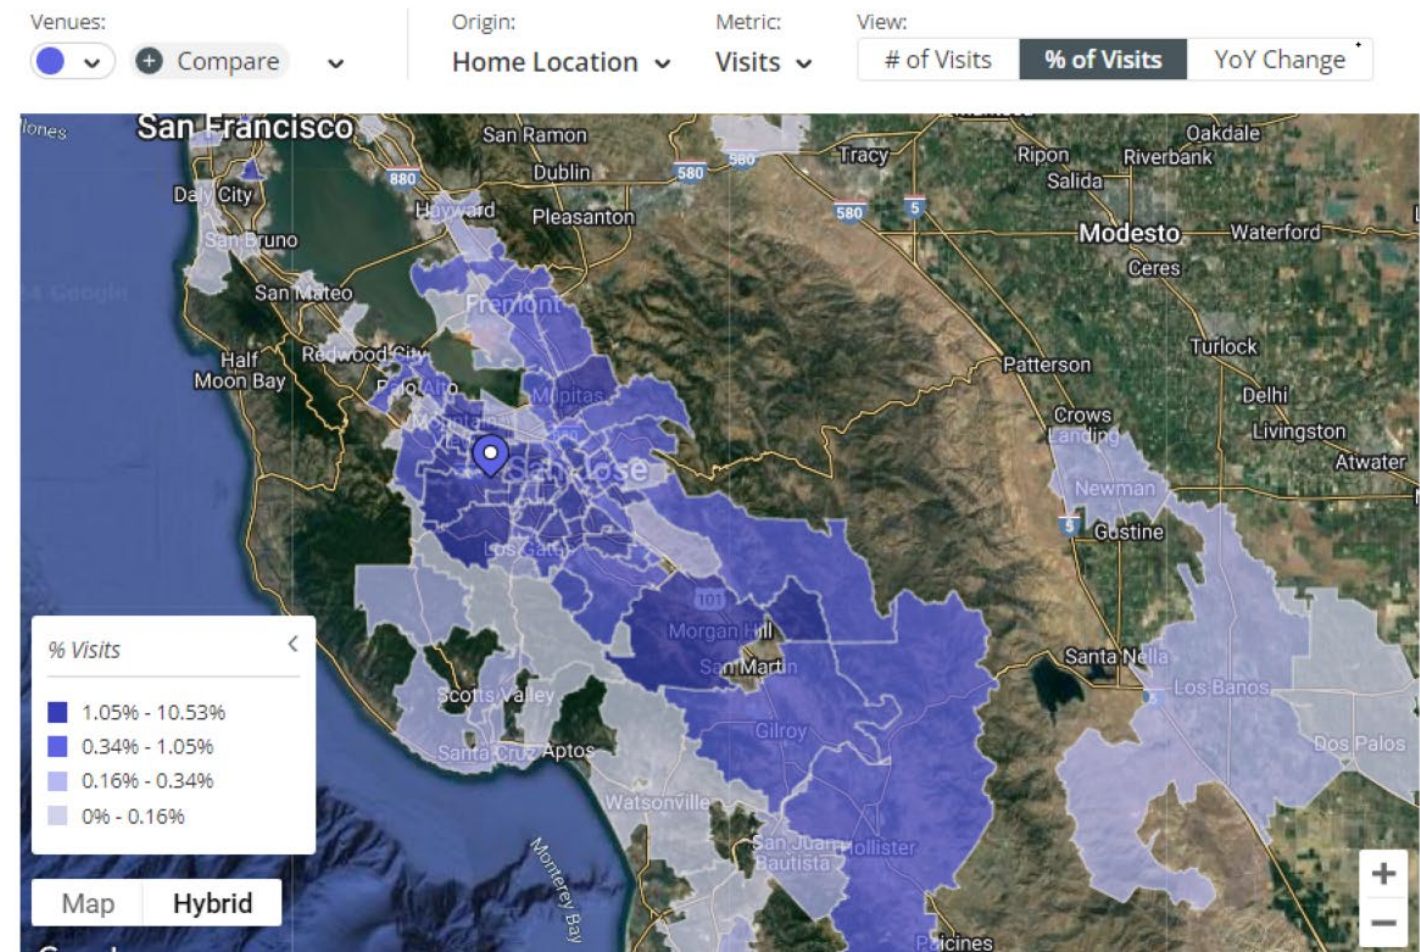 Venues:
Origin:
Metric:
View:
Compare
Home Location
Visits
# of Visits
% of Visits
YoY Change
San Francisco
San Ramon
Oakdale
580
Tracy
Ripon
Riverbank
880
Dublin
580
Salida
Daly City
Hayward
Pleasanton
580
5
Modesto
Waterford
San Bruno
Ceres
San Mateo
Google
Fremont
Half
Moon Bay
Redwood City
Turlock
Patterson
Palo Alto
Milpitas
Delhi
Mountain
View
Crows
Landing
Livingston
San Jose
Atwater
Newman
5
Gustine
Los Gatos
101
Morgan Hill
San Martin
Santa Nella
Scotts Valley
Los Banos
5
Gilroy
Santa Cruz
Aptos
Dos Palos
Watsonville
San Juan
Bautista
Hollister
Monterey Bay
Paicines
% Visits
1.05% - 10.53%
0.34% - 1.05%
0.16% - 0.34%
0% - 0.16%
Map
Hybrid